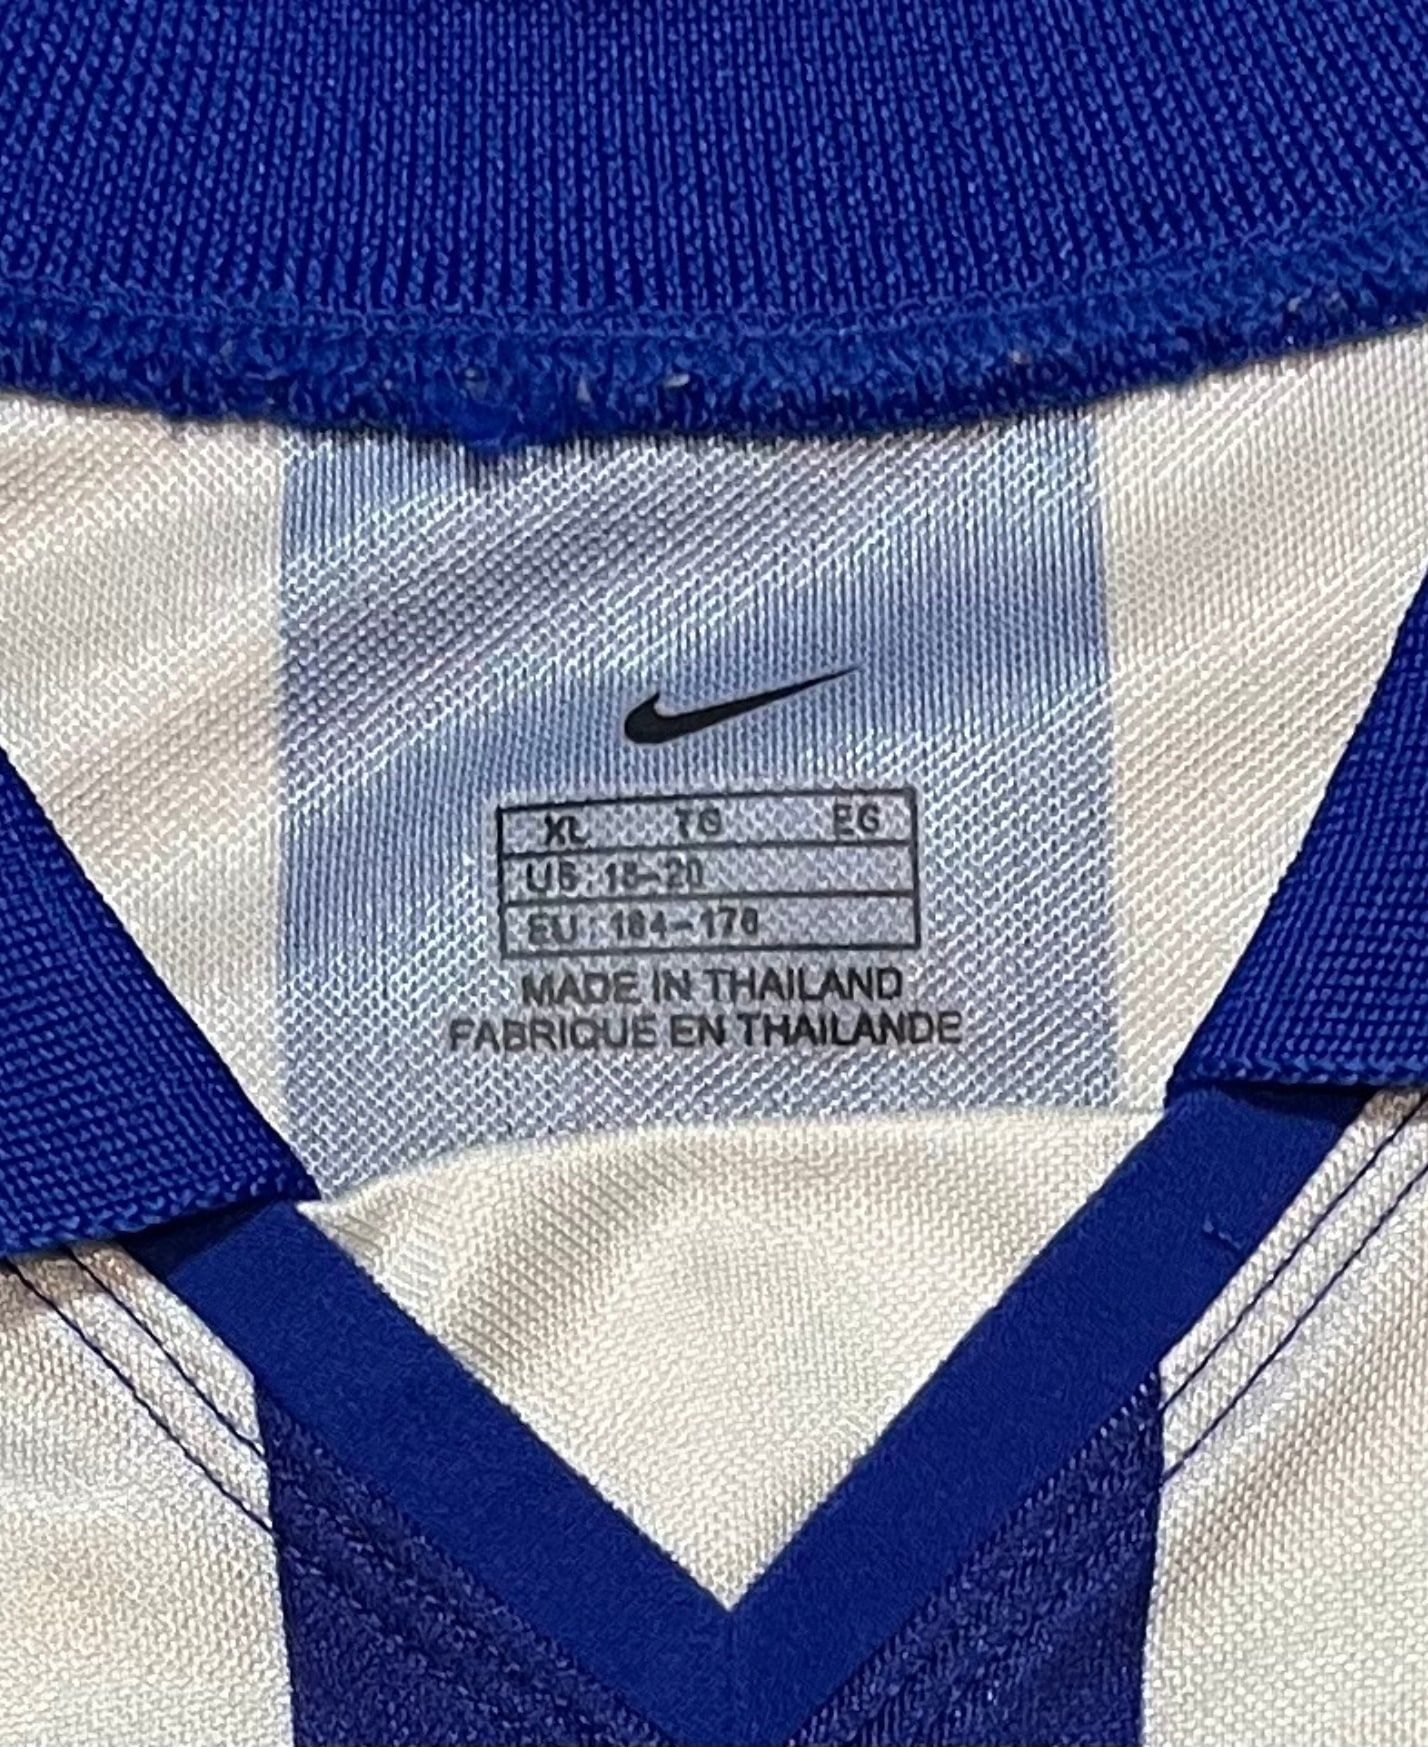 XL TG EG
US: 18-20
EU: 164-176
MADE IN THAILAND
FABRIQUE EN THAILANDE